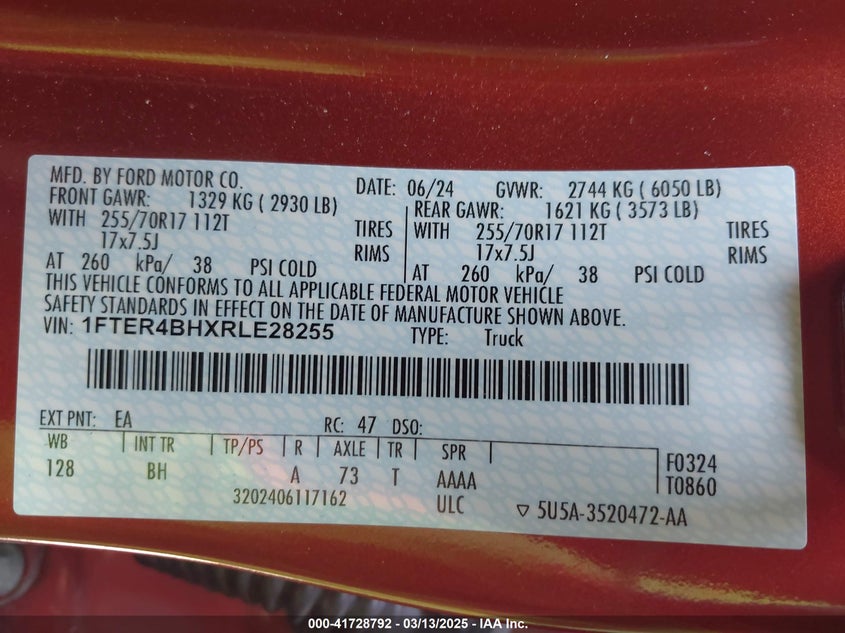 MFD. BY FORD MOTOR CO.
DATE: 06/24 GVWR: 2744 KG ( 6050 LB)
FRONT GAWR: 1329 KG ( 2930 LB)
WITH 255/70R17 112T TIRES
17x7.5J RIMS
AT 260 kPa/ 38 PSI COLD
REAR GAWR: 1621 KG ( 3573 LB)
WITH 255/70R17 112T TIRES
17x7.5J RIMS
AT 260 kPa/ 38 PSI COLD
THIS VEHICLE CONFORMS TO ALL APPLICABLE FEDERAL MOTOR VEHICLE
SAFETY STANDARDS IN EFFECT ON THE DATE OF MANUFACTURE SHOWN ABOVE.
VIN: 1FTER4BHXRLE28255 TYPE: Truck
EXT PNT: EA RC: 47 DSO:
WB INT TR TP/PS R AXLE TR SPR
128 BH A 73 T AAAA
F0324
T0860
3202406117162 ULC ▽ 5U5A-3520472-AA
000-41728792 — 03/13/2025 - IAA Inc.